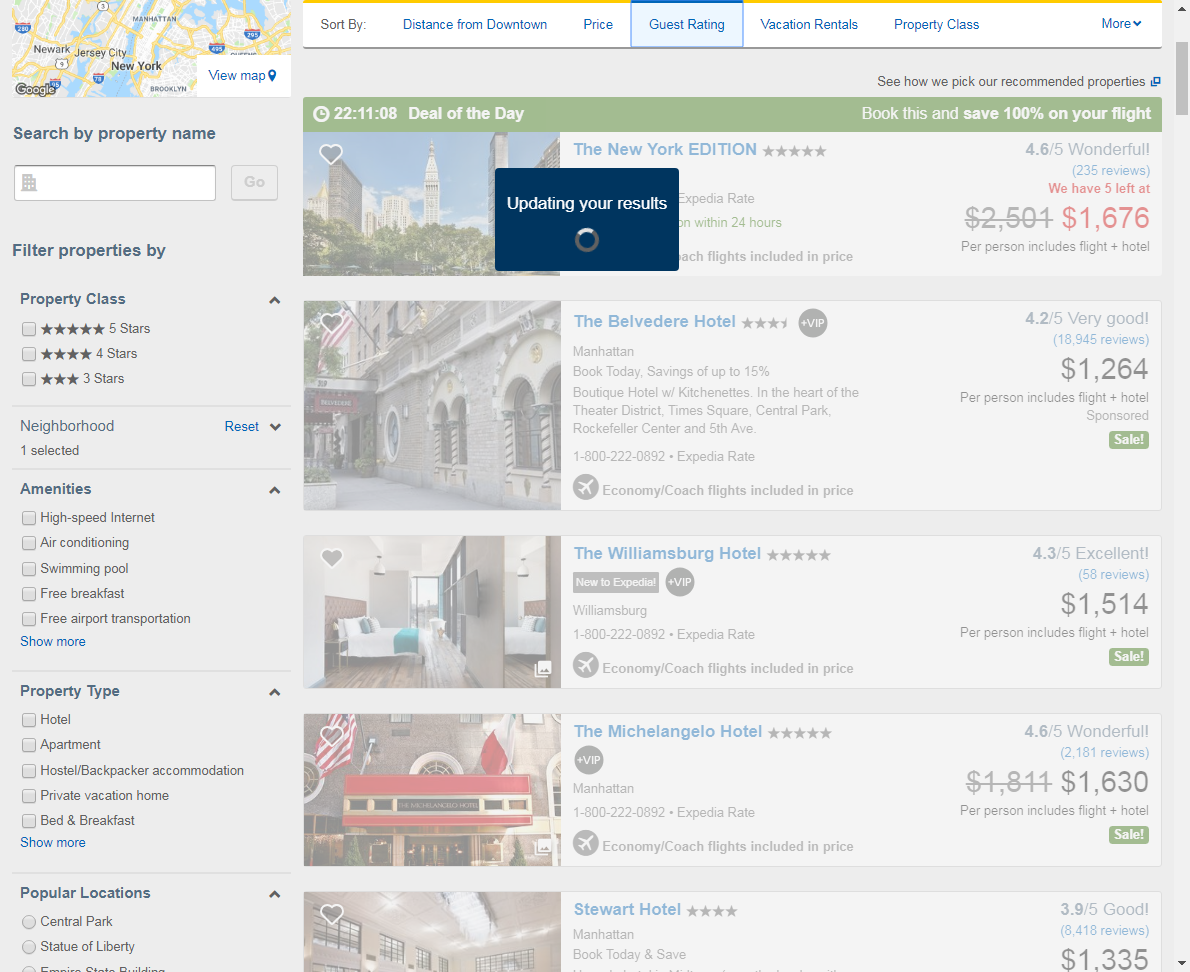 MANHATTAN
3
280
295
Newark
Jersey City
495
9
New York
78
BROOKLYN
Google
View map
Search by property name
Go
Filter properties by
Property Class
5 Stars
4 Stars
3 Stars
Neighborhood
Reset
1 selected
Amenities
High-speed Internet
Air conditioning
Swimming pool
Free breakfast
Free airport transportation
Show more
Property Type
Hotel
Apartment
Hostel/Backpacker accommodation
Private vacation home
Bed & Breakfast
Show more
Popular Locations
Central Park
Statue of Liberty
Empire State Building
Sort By: Distance from Downtown Price Guest Rating Vacation Rentals Property Class More
See how we pick our recommended properties
22:11:08 Deal of the Day Book this and save 100% on your flight
The New York EDITION
4.6/5 Wonderful!
(235 reviews)
We have 5 left at
$2,501 $1,676
Per person includes flight + hotel
Expedia Rate
within 24 hours
flights included in price
Updating your results
The Belvedere Hotel +VIP
4.2/5 Very good!
(18,945 reviews)
$1,264
Per person includes flight + hotel
Sponsored
Sale!
Manhattan
Book Today, Savings of up to 15%
Boutique Hotel w/ Kitchenettes. In the heart of the
Theater District, Times Square, Central Park,
Rockefeller Center and 5th Ave.
1-800-222-0892 • Expedia Rate
Economy/Coach flights included in price
BELVEDERE
The Williamsburg Hotel
4.3/5 Excellent!
(58 reviews)
$1,514
Per person includes flight + hotel
Sale!
New to Expedia! +VIP
Williamsburg
1-800-222-0892 • Expedia Rate
Economy/Coach flights included in price
The Michelangelo Hotel
4.6/5 Wonderful!
(2,181 reviews)
$1,811 $1,630
Per person includes flight + hotel
Sale!
+VIP
Manhattan
1-800-222-0892 • Expedia Rate
Economy/Coach flights included in price
THE MICHELANGELO HOTEL
Stewart Hotel
3.9/5 Good!
(8,418 reviews)
$1,335
Manhattan
Book Today & Save